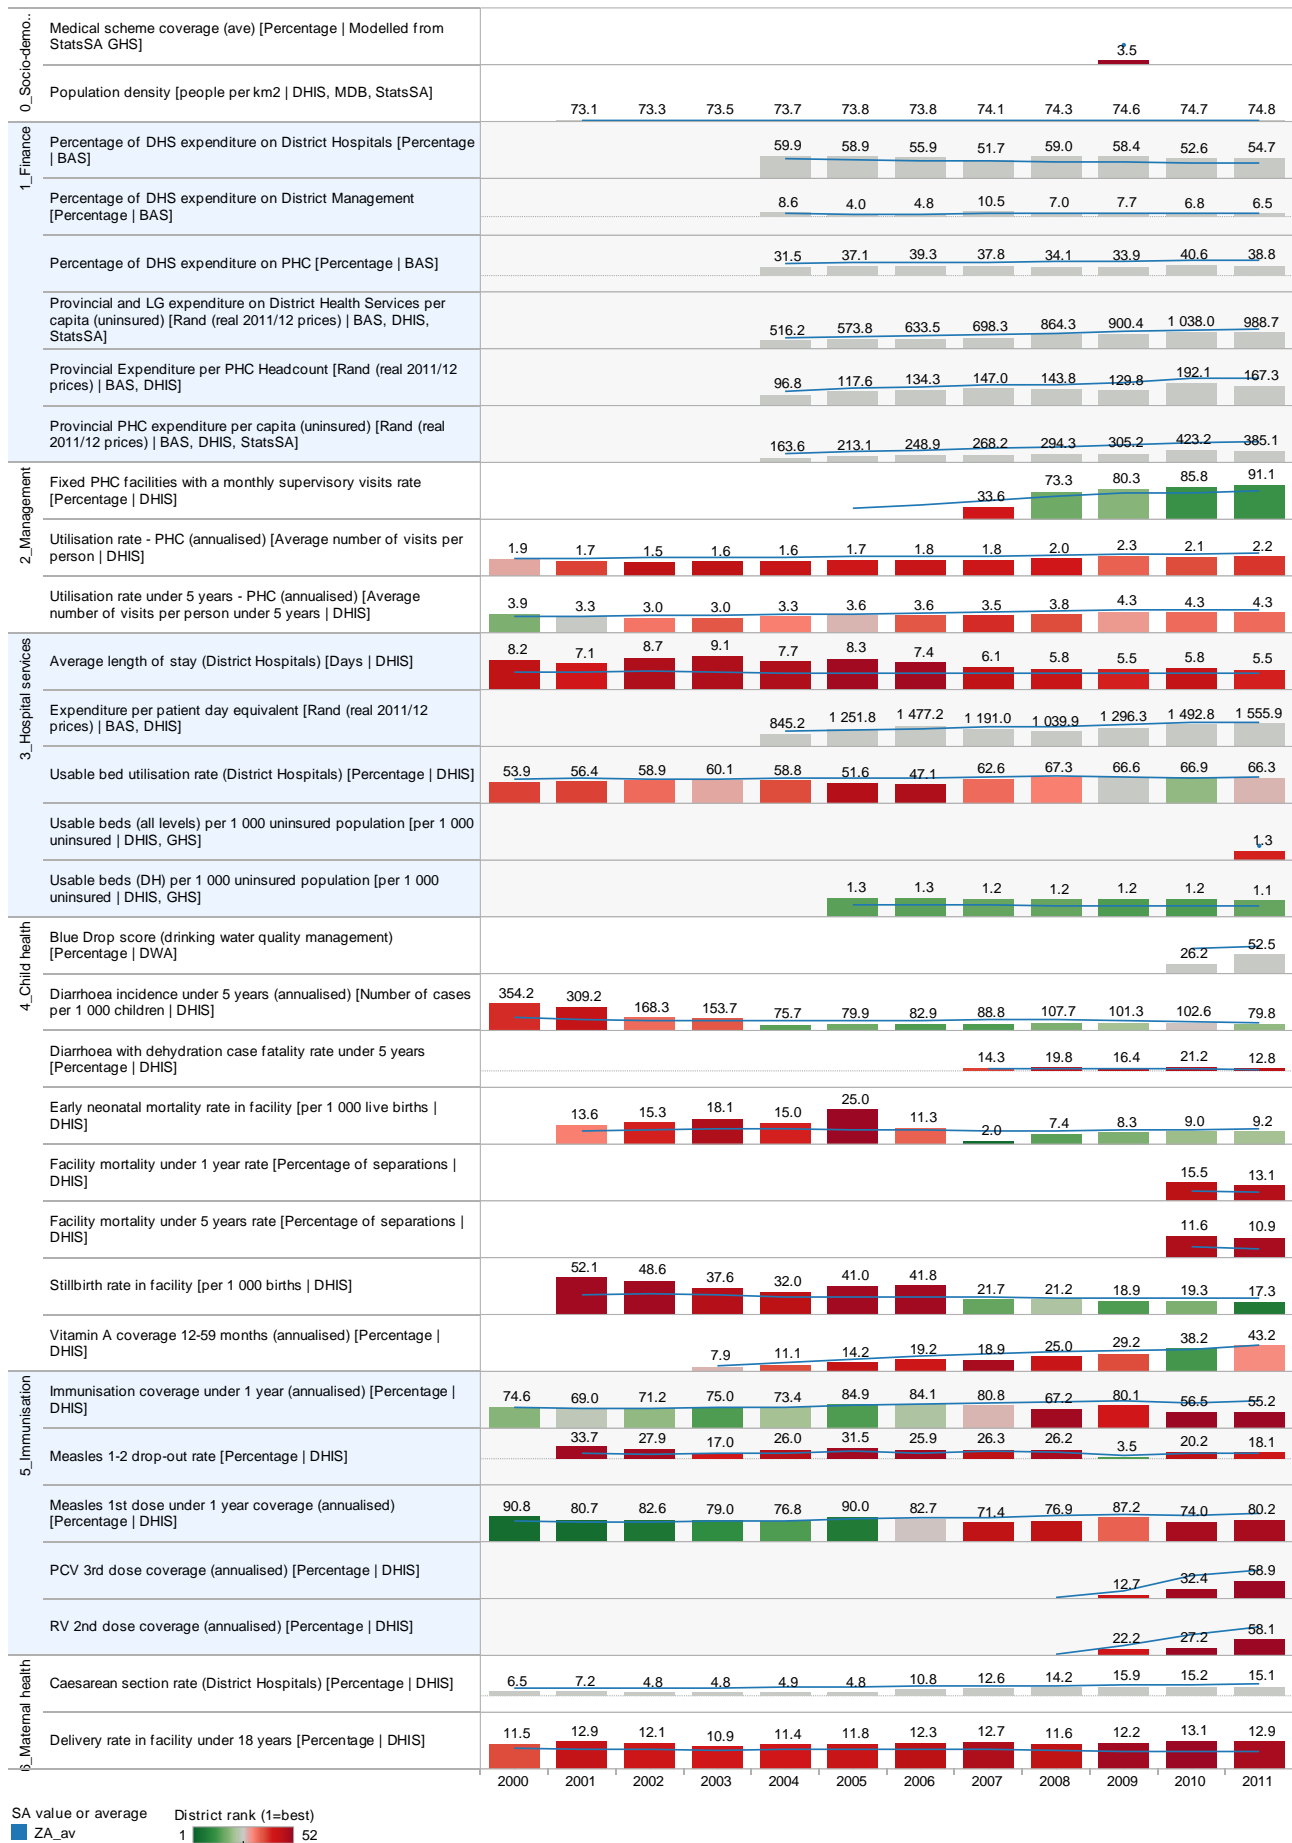 0_Socio-demo..
Medical scheme coverage (ave) [Percentage | Modelled from
StatsSA GHS]
3.5
Population density [people per km2 | DHIS, MDB, StatsSA]
73.1 73.3 73.5 73.7 73.8 73.8 74.1 74.3 74.6 74.7 74.8
1_Finance
Percentage of DHS expenditure on District Hospitals [Percentage
| BAS]
59.9 58.9 55.9 51.7 59.0 58.4 52.6 54.7
Percentage of DHS expenditure on District Management
[Percentage | BAS]
8.6 4.0 4.8 10.5 7.0 7.7 6.8 6.5
Percentage of DHS expenditure on PHC [Percentage | BAS]
31.5 37.1 39.3 37.8 34.1 33.9 40.6 38.8
Provincial and LG expenditure on District Health Services per
capita (uninsured) [Rand (real 2011/12 prices) | BAS, DHIS,
StatsSA]
516.2 573.8 633.5 698.3 864.3 900.4 1 038.0 988.7
Provincial Expenditure per PHC Headcount [Rand (real 2011/12
prices) | BAS, DHIS]
96.8 117.6 134.3 147.0 143.8 129.8 192.1 167.3
Provincial PHC expenditure per capita (uninsured) [Rand (real
2011/12 prices) | BAS, DHIS, StatsSA]
163.6 213.1 248.9 268.2 294.3 305.2 423.2 385.1
2_Management
Fixed PHC facilities with a monthly supervisory visits rate
[Percentage | DHIS]
33.6 73.3 80.3 85.8 91.1
Utilisation rate - PHC (annualised) [Average number of visits per
person | DHIS]
1.9 1.7 1.5 1.6 1.6 1.7 1.8 1.8 2.0 2.3 2.1 2.2
Utilisation rate under 5 years - PHC (annualised) [Average
number of visits per person under 5 years | DHIS]
3.9 3.3 3.0 3.0 3.3 3.6 3.6 3.5 3.8 4.3 4.3 4.3
3_Hospital services
Average length of stay (District Hospitals) [Days | DHIS]
8.2 7.1 8.7 9.1 7.7 8.3 7.4 6.1 5.8 5.5 5.8 5.5
Expenditure per patient day equivalent [Rand (real 2011/12
prices) | BAS, DHIS]
845.2 1 251.8 1 477.2 1 191.0 1 039.9 1 296.3 1 492.8 1 555.9
Usable bed utilisation rate (District Hospitals) [Percentage | DHIS]
53.9 56.4 58.9 60.1 58.8 51.6 47.1 62.6 67.3 66.6 66.9 66.3
Usable beds (all levels) per 1 000 uninsured population [per 1 000
uninsured | DHIS, GHS]
1.3
Usable beds (DH) per 1 000 uninsured population [per 1 000
uninsured | DHIS, GHS]
1.3 1.3 1.2 1.2 1.2 1.2 1.1
4_Child health
Blue Drop score (drinking water quality management)
[Percentage | DWA]
26.2 52.5
Diarrhoea incidence under 5 years (annualised) [Number of cases
per 1 000 children | DHIS]
354.2 309.2 168.3 153.7 75.7 79.9 82.9 88.8 107.7 101.3 102.6 79.8
Diarrhoea with dehydration case fatality rate under 5 years
[Percentage | DHIS]
14.3 19.8 16.4 21.2 12.8
Early neonatal mortality rate in facility [per 1 000 live births |
DHIS]
13.6 15.3 18.1 15.0 25.0 11.3 2.0 7.4 8.3 9.0 9.2
Facility mortality under 1 year rate [Percentage of separations |
DHIS]
15.5 13.1
Facility mortality under 5 years rate [Percentage of separations |
DHIS]
11.6 10.9
Stillbirth rate in facility [per 1 000 births | DHIS]
52.1 48.6 37.6 32.0 41.0 41.8 21.7 21.2 18.9 19.3 17.3
Vitamin A coverage 12-59 months (annualised) [Percentage |
DHIS]
7.9 11.1 14.2 19.2 18.9 25.0 29.2 38.2 43.2
5_Immunisation
Immunisation coverage under 1 year (annualised) [Percentage |
DHIS]
74.6 69.0 71.2 75.0 73.4 84.9 84.1 80.8 67.2 80.1 56.5 55.2
Measles 1-2 drop-out rate [Percentage | DHIS]
33.7 27.9 17.0 26.0 31.5 25.9 26.3 26.2 3.5 20.2 18.1
Measles 1st dose under 1 year coverage (annualised)
[Percentage | DHIS]
90.8 80.7 82.6 79.0 76.8 90.0 82.7 71.4 76.9 87.2 74.0 80.2
PCV 3rd dose coverage (annualised) [Percentage | DHIS]
12.7 32.4 58.9
RV 2nd dose coverage (annualised) [Percentage | DHIS]
22.2 27.2 58.1
6_Maternal health
Caesarean section rate (District Hospitals) [Percentage | DHIS]
6.5 7.2 4.8 4.8 4.9 4.8 10.8 12.6 14.2 15.9 15.2 15.1
Delivery rate in facility under 18 years [Percentage | DHIS]
11.5 12.9 12.1 10.9 11.4 11.8 12.3 12.7 11.6 12.2 13.1 12.9
2000 2001 2002 2003 2004 2005 2006 2007 2008 2009 2010 2011
SA value or average
ZA_av
District rank (1=best)
1 52